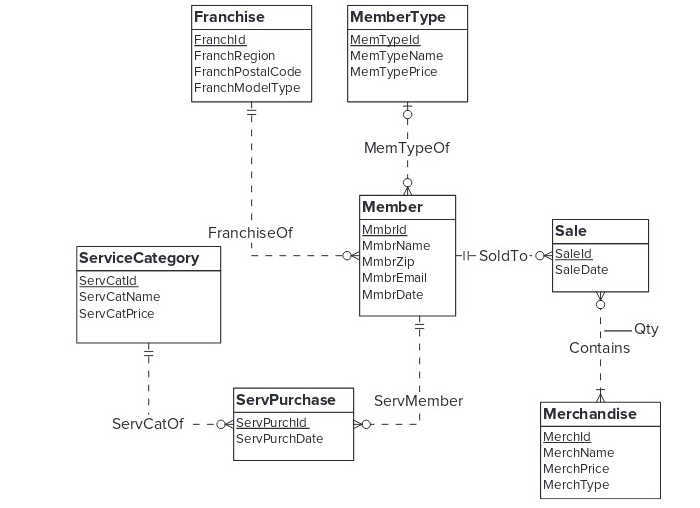 Franchise
FranchId
FranchRegion
FranchPostalCode
FranchModelType
MemberType
MemTypeId
MemTypeName
MemTypePrice
MemTypeOf
FranchiseOf
Member
MmbrId
MmbrName
MmbrZip
MmbrEmail
MmbrDate
SoldTo
Sale
SaleId
SaleDate
ServiceCategory
ServCatId
ServCatName
ServCatPrice
Qty
Contains
ServCatOf
ServPurchase
ServPurchId
ServPurchDate
ServMember
Merchandise
MerchId
MerchName
MerchPrice
MerchType